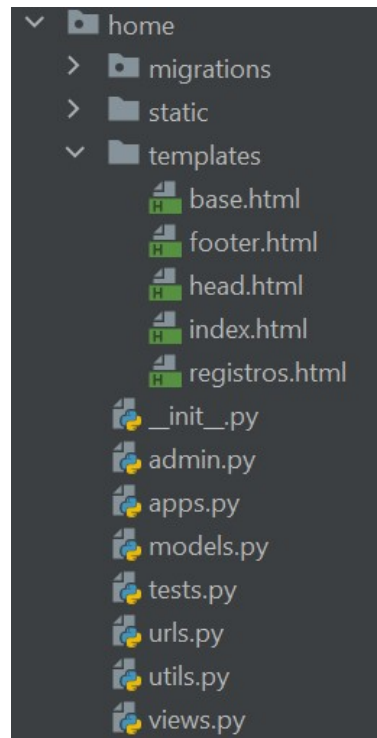 home
migrations
static
templates
base.html
footer.html
head.html
index.html
registros.html
__init__.py
admin.py
apps.py
models.py
tests.py
urls.py
utils.py
views.py